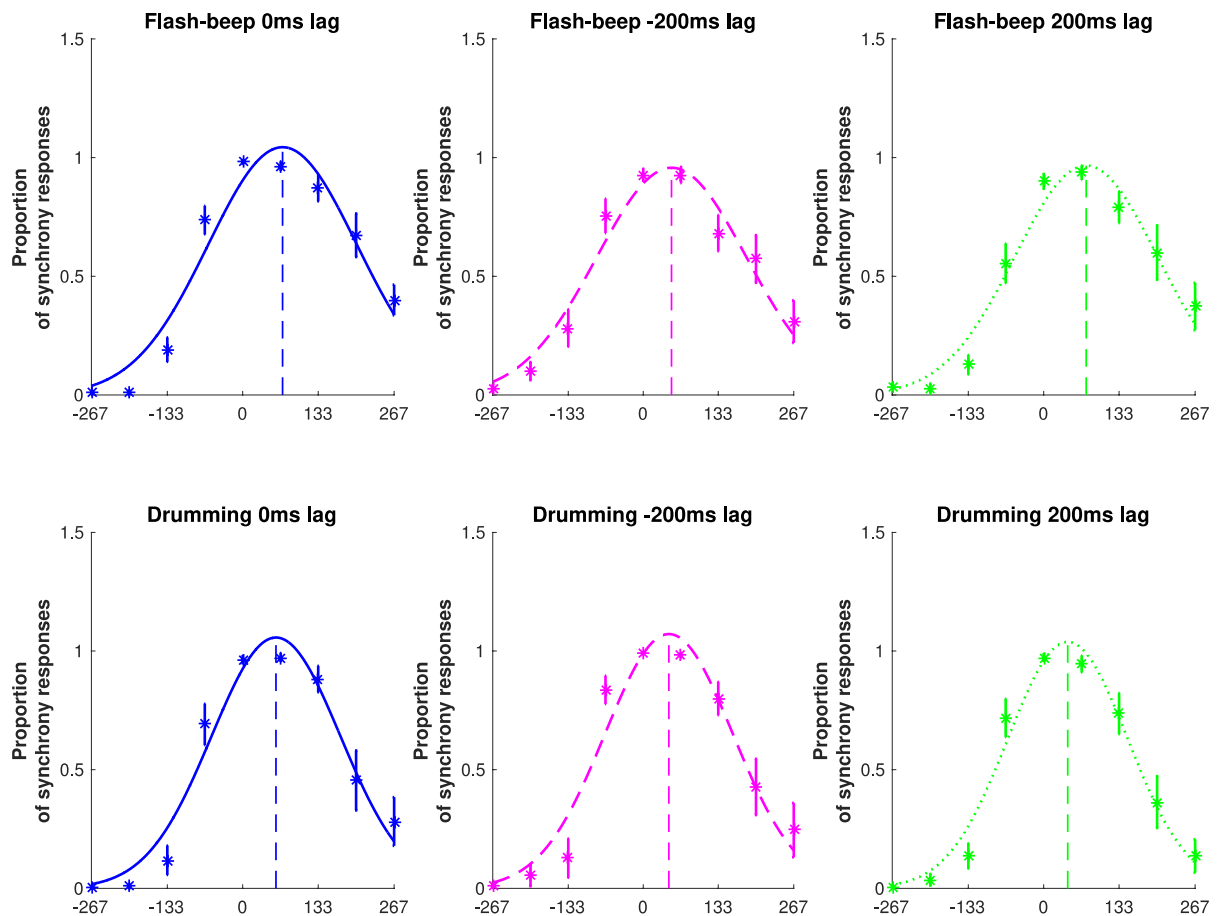 Flash-beep 0ms lag
1.5
1
0.5
0
Proportion
of synchrony responses
-267 -133 0 133 267
Flash-beep -200ms lag
1.5
1
0.5
0
Proportion
of synchrony responses
-267 -133 0 133 267
Flash-beep 200ms lag
1.5
1
0.5
0
Proportion
of synchrony responses
-267 -133 0 133 267
Drumming 0ms lag
1.5
1
0.5
0
Proportion
of synchrony responses
-267 -133 0 133 267
Drumming -200ms lag
1.5
1
0.5
0
Proportion
of synchrony responses
-267 -133 0 133 267
Drumming 200ms lag
1.5
1
0.5
0
Proportion
of synchrony responses
-267 -133 0 133 267